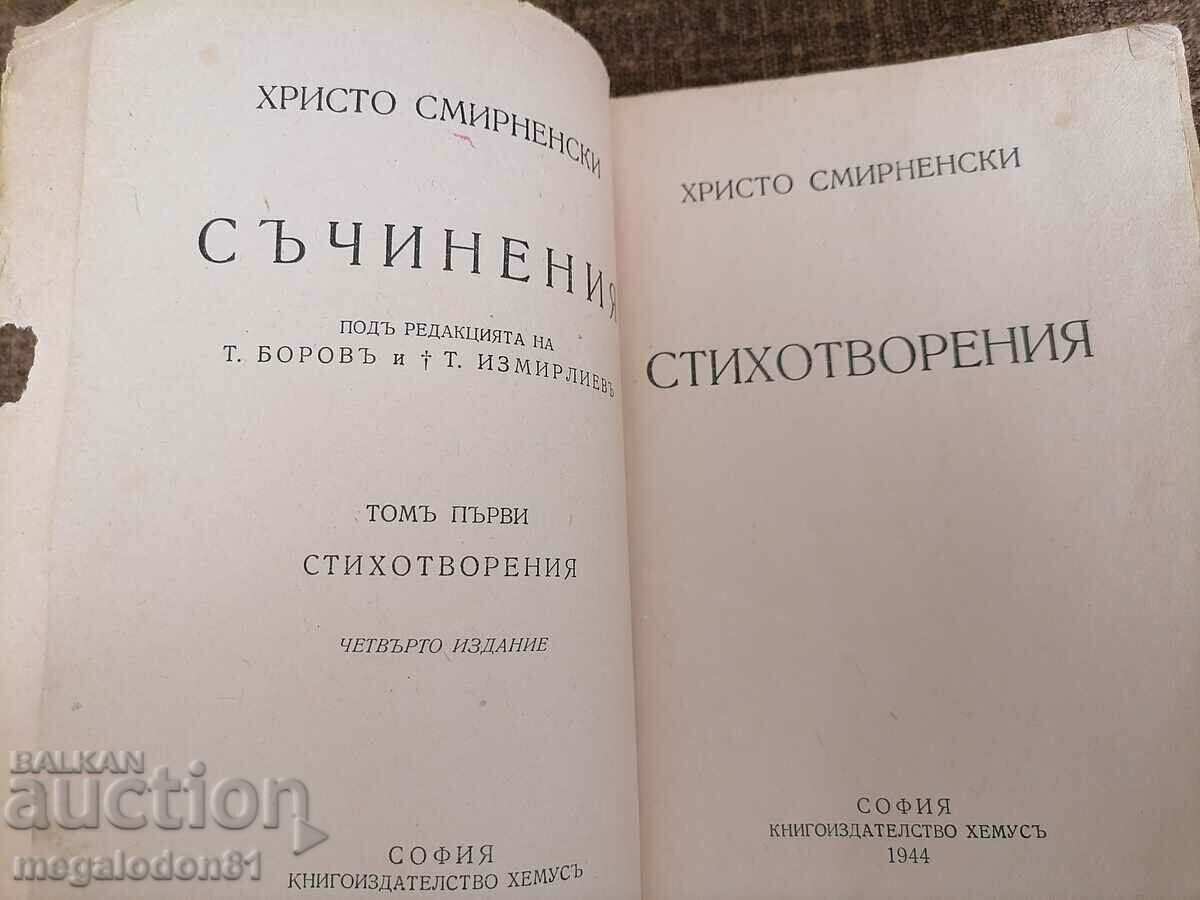 ХРИСТО СМИРНЕНСКИ
СЪЧИНЕНИЯ
ПОДЪ РЕДАКЦИЯТА НА
Т. БОРОВЪ и † Т. ИЗМИРЛИЕВЪ
ТОМЪ ПЪРВИ
СТИХОТВОРЕНИЯ
ЧЕТВЪРТО ИЗДАНИЕ
СОФИЯ
КНИГОИЗДАТЕЛСТВО ХЕМУСЪ
ХРИСТО СМИРНЕНСКИ
СТИХОТВОРЕНИЯ
СОФИЯ
КНИГОИЗДАТЕЛСТВО ХЕМУСЪ
1944
BALKAN
auction
megalodon81